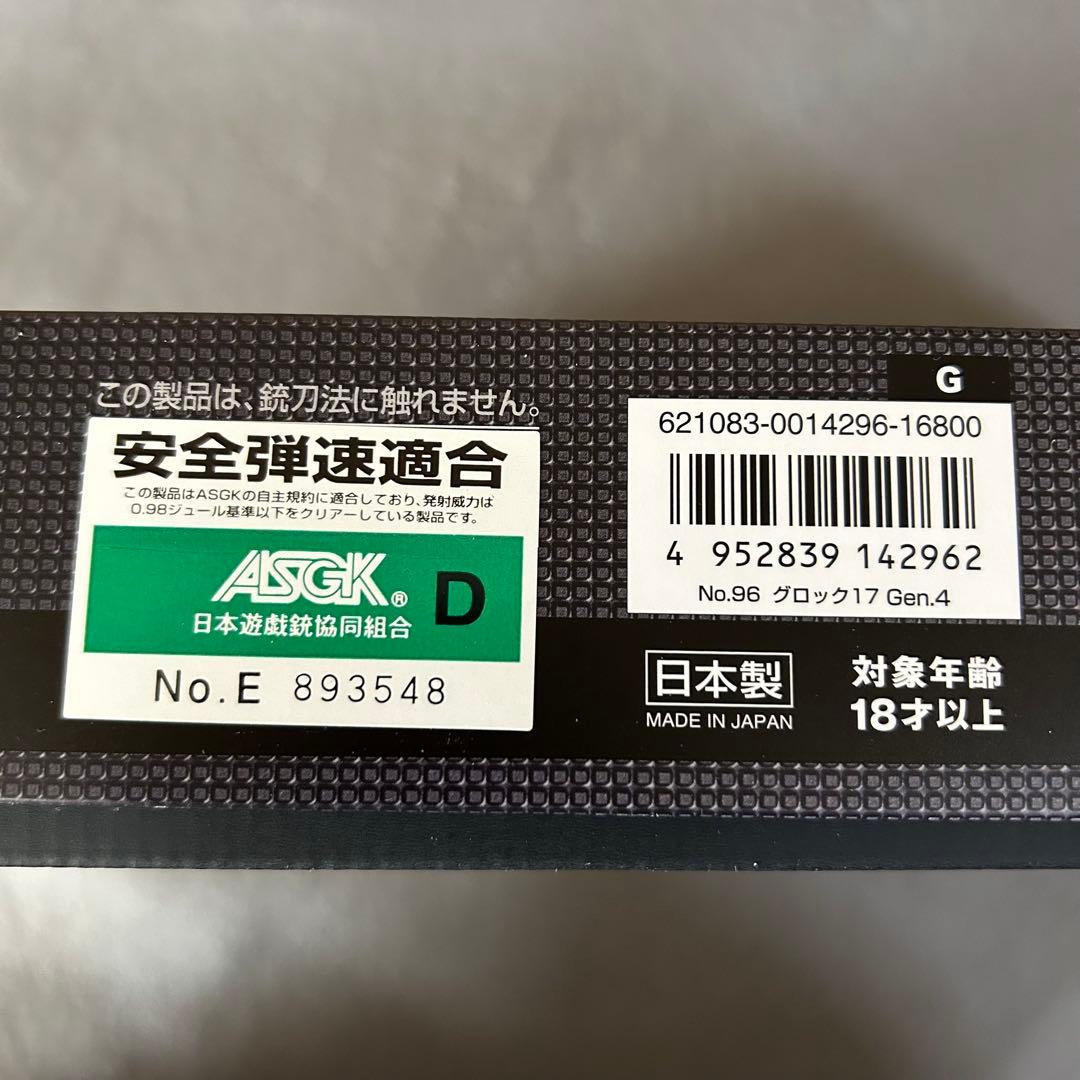 この製品は、銃刀法に触れません。
安全弾速適合
この製品はASGKの自主規約に適合しており、発射威力は
0.98ジュール基準以下をクリアーしている製品です。
ASGK® D
日本遊戯銃協同組合
No.E 893548
G
621083-0014296-16800
4 952839 142962
No.96 グロック17 Gen.4
日本製
MADE IN JAPAN
対象年齢
18才以上